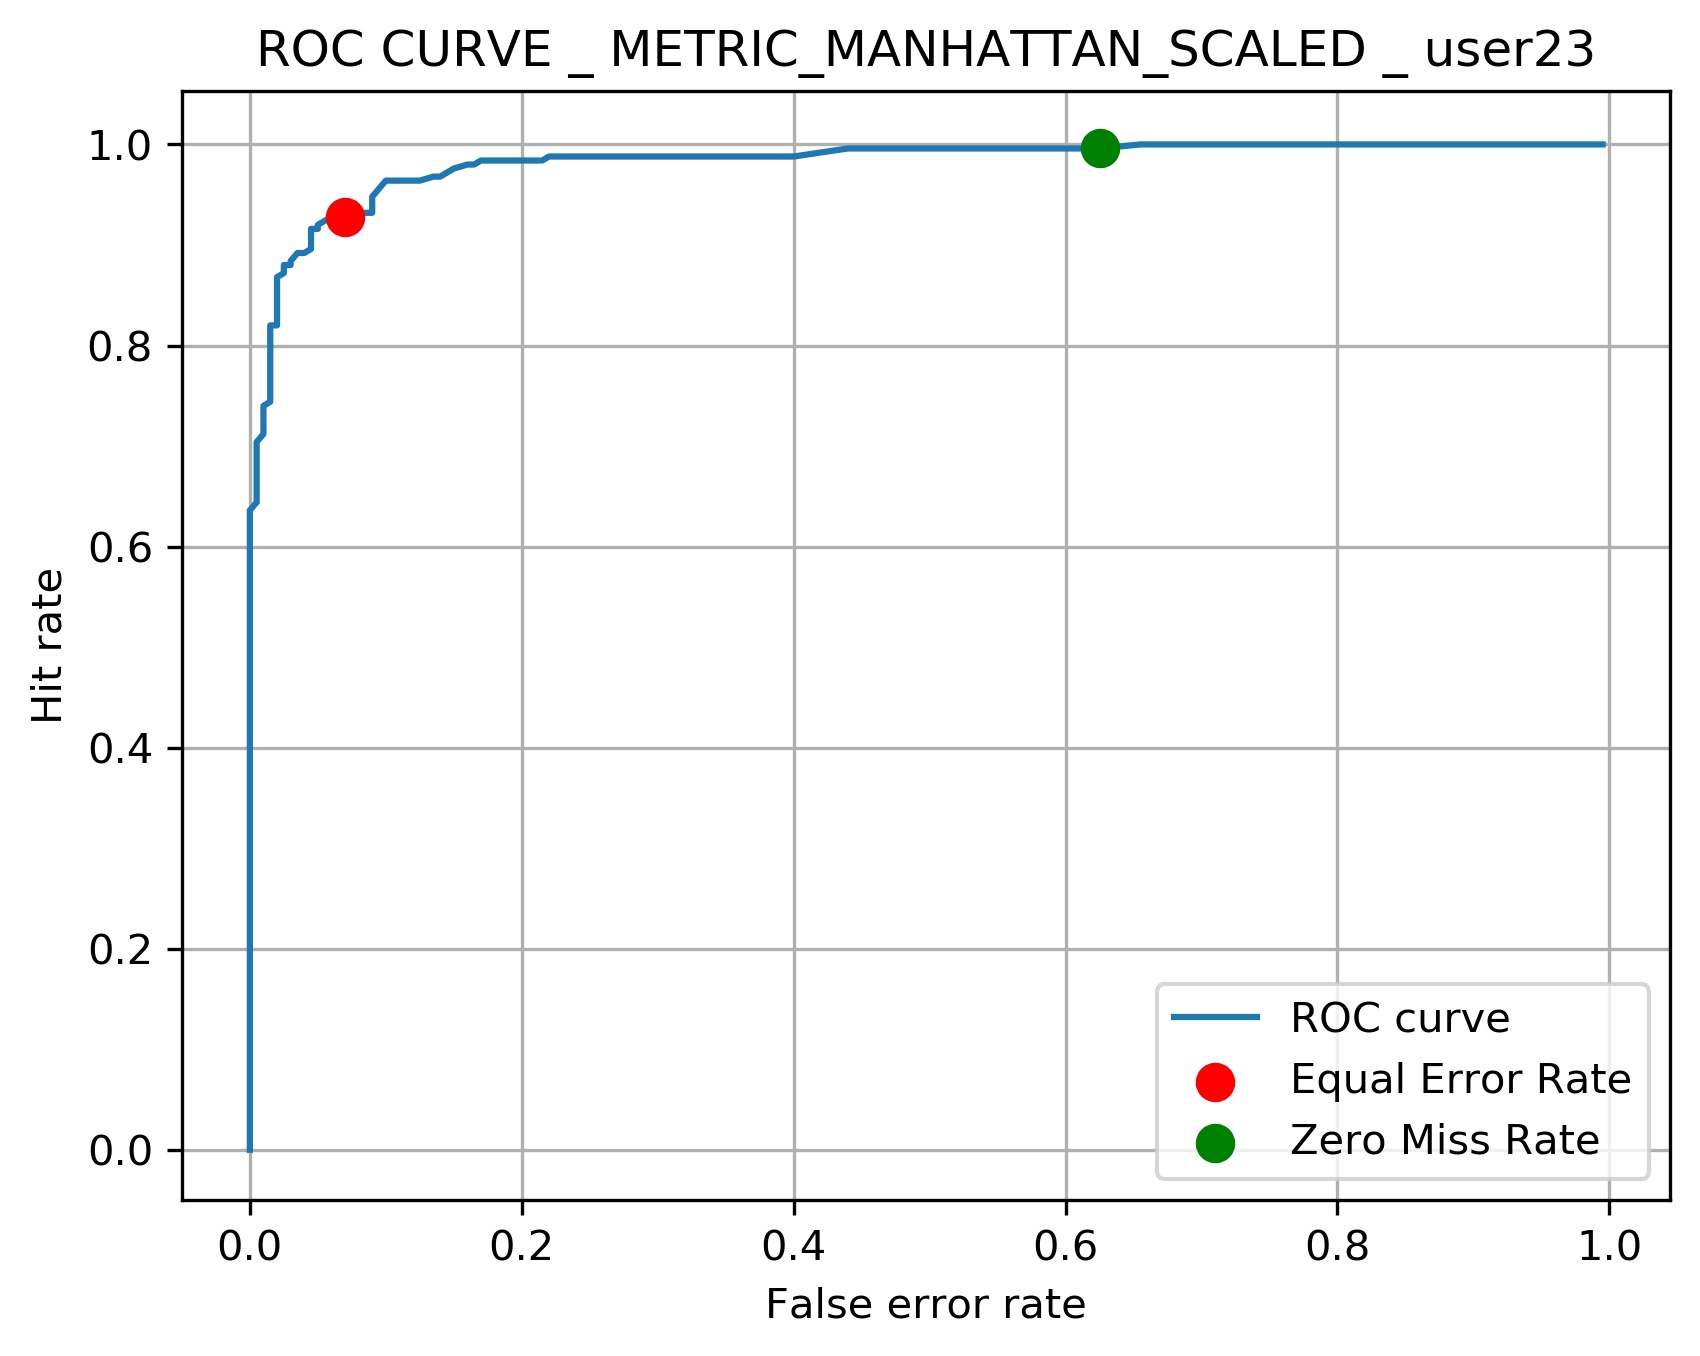 ROC CURVE _ METRIC_MANHATTAN_SCALED _ user23
1.0
0.8
0.6
0.4
0.2
0.0
Hit rate
ROC curve
Equal Error Rate
Zero Miss Rate
0.0 0.2 0.4 0.6 0.8 1.0
False error rate